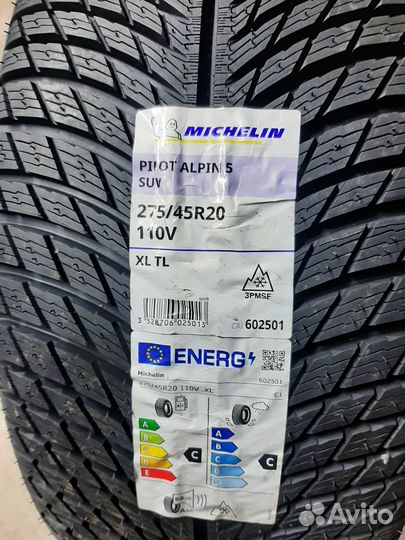 MICHELIN
PILOT ALPIN 5
SUV
275/45R20
110V
XL TL
3PMSF
3 528706 025013
CAI 602501
ENERG
Michelin
602501
275/45R20 110V XL
C1
A
B
C
D
E
C
A
B
C
D
E
C
Avito